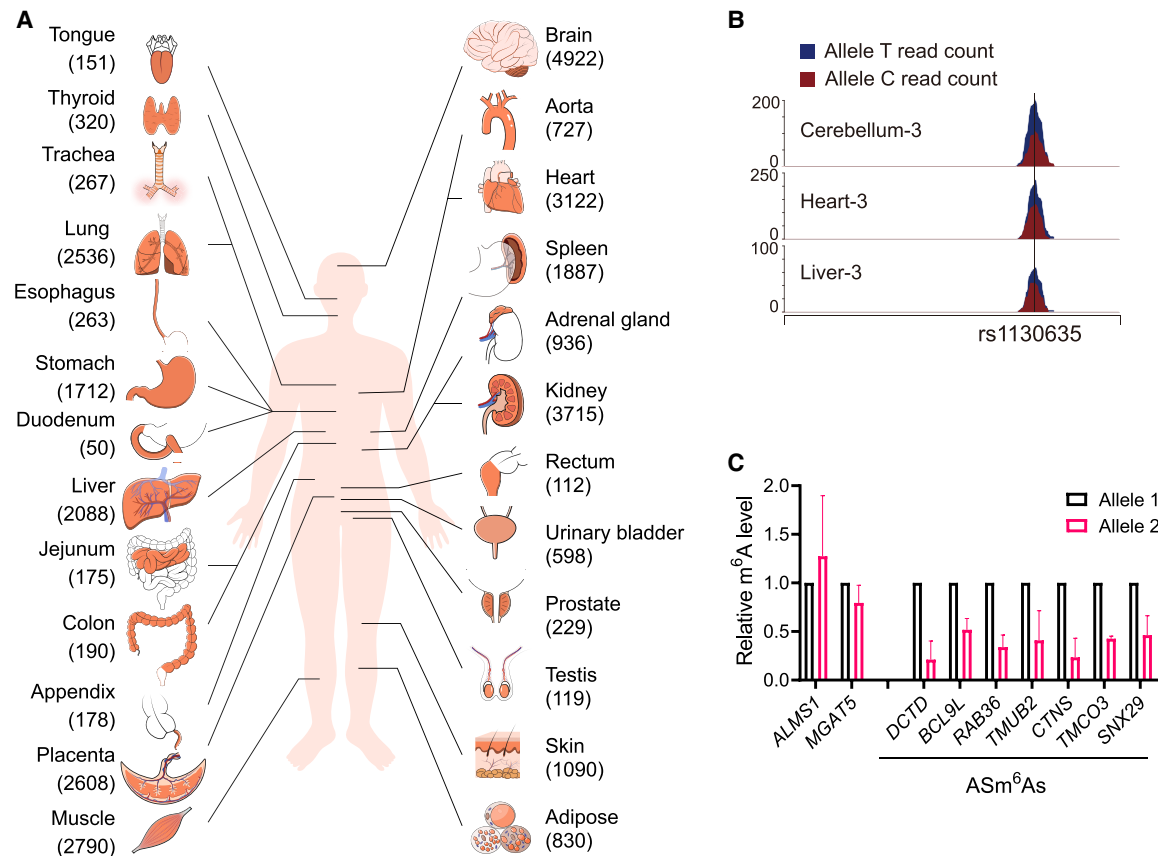 A
Tongue
(151)
Thyroid
(320)
Trachea
(267)
Lung
(2536)
Esophagus
(263)
Stomach
(1712)
Duodenum
(50)
Liver
(2088)
Jejunum
(175)
Colon
(190)
Appendix
(178)
Placenta
(2608)
Muscle
(2790)
Brain
(4922)
Aorta
(727)
Heart
(3122)
Spleen
(1887)
Adrenal gland
(936)
Kidney
(3715)
Rectum
(112)
Urinary bladder
(598)
Prostate
(229)
Testis
(119)
Skin
(1090)
Adipose
(830)
B
Allele T read count
Allele C read count
200
Cerebellum-3
0
250
Heart-3
0
100
Liver-3
0
rs1130635
C
Relative m⁶A level
2.0
1.5
1.0
0.5
0.0
Allele 1
Allele 2
ALMS1
MGAT5
DCTD
BCL9L
RAB36
TMUB2
CTNS
TMCO3
SNX29
ASm⁶As